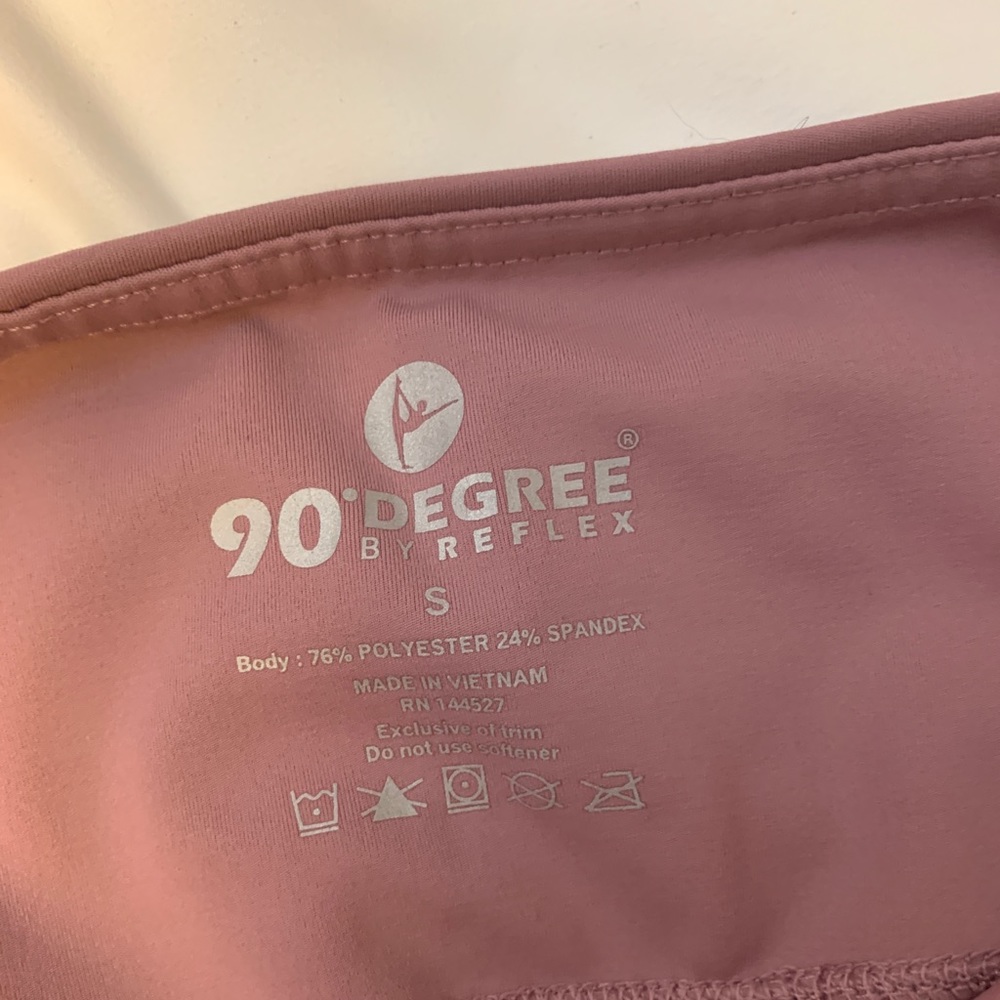 90°DEGREE®
BY REFLEX
S
Body : 76% POLYESTER 24% SPANDEX
MADE IN VIETNAM
RN 144527
Exclusive of trim
Do not use softener